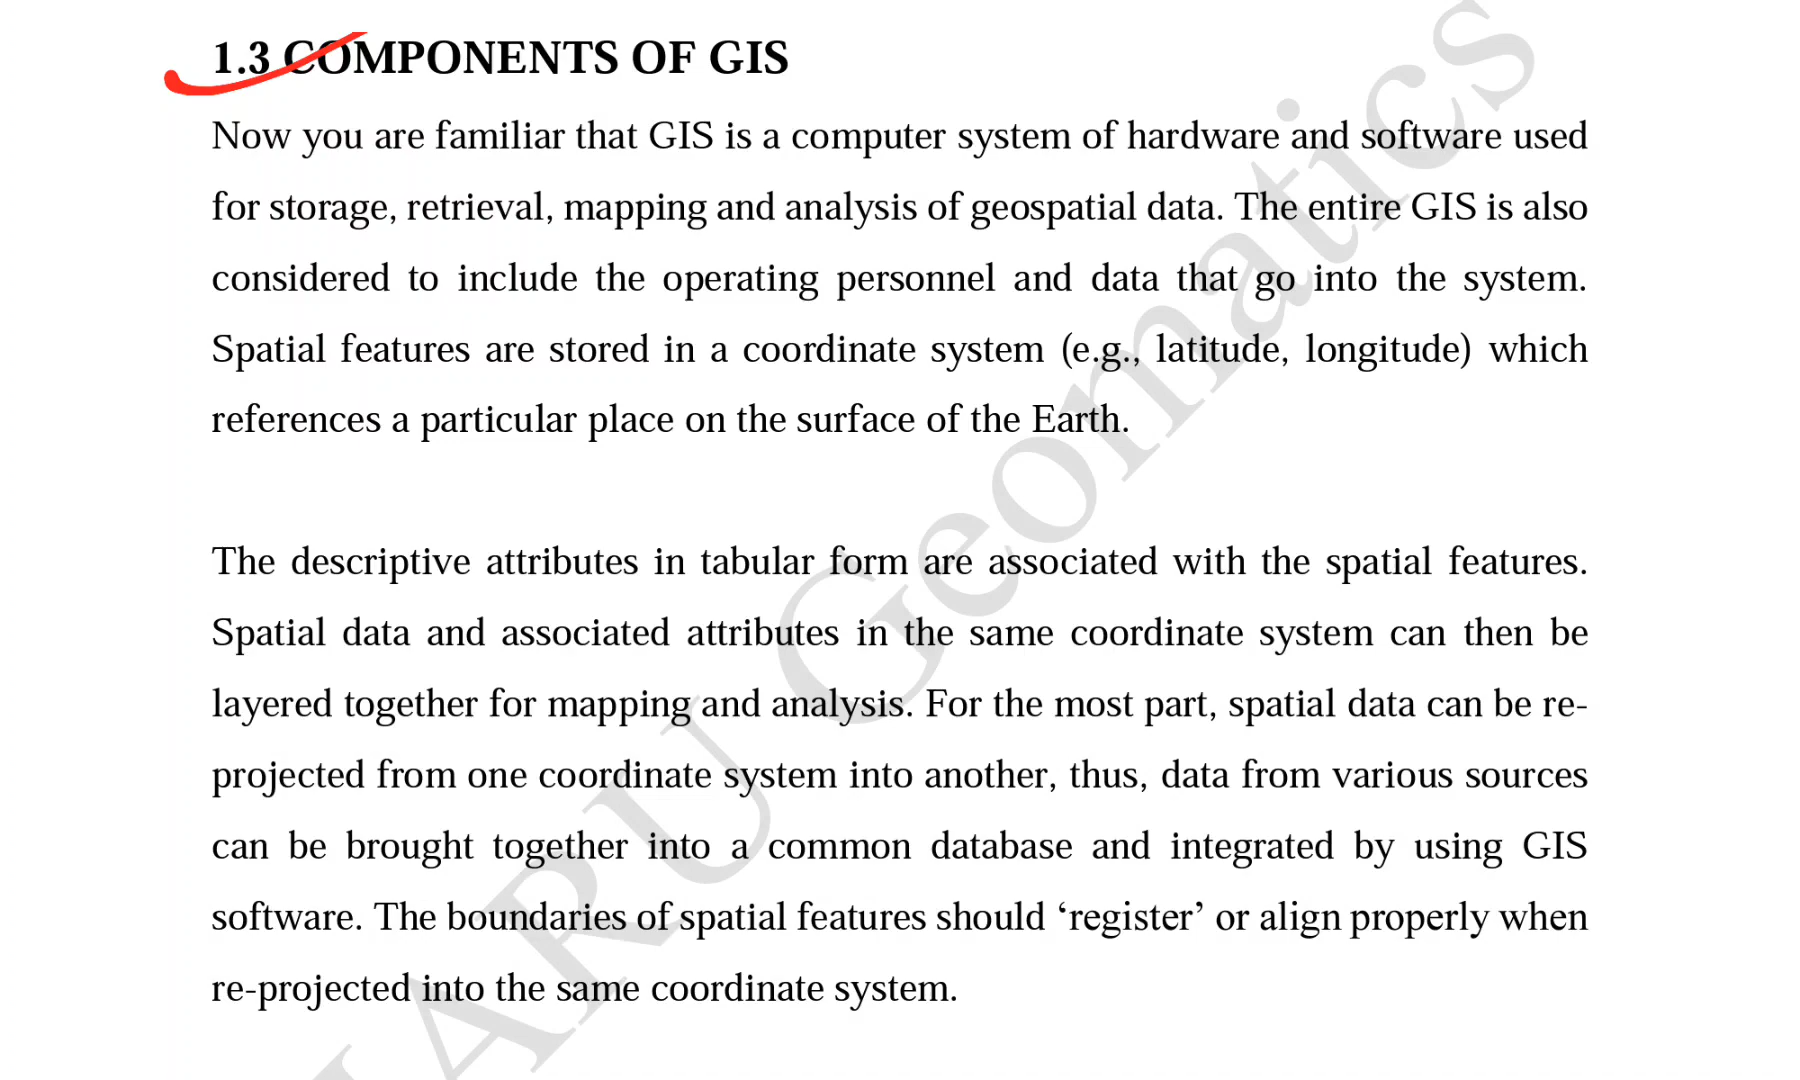 1.3 COMPONENTS OF GIS
Now you are familiar that GIS is a computer system of hardware and software used
for storage, retrieval, mapping and analysis of geospatial data. The entire GIS is also
considered to include the operating personnel and data that go into the system.
Spatial features are stored in a coordinate system (e.g., latitude, longitude) which
references a particular place on the surface of the Earth.
The descriptive attributes in tabular form are associated with the spatial features.
Spatial data and associated attributes in the same coordinate system can then be
layered together for mapping and analysis. For the most part, spatial data can be re-
projected from one coordinate system into another, thus, data from various sources
can be brought together into a common database and integrated by using GIS
software. The boundaries of spatial features should ‘register’ or align properly when
re-projected into the same coordinate system.
Geomatics